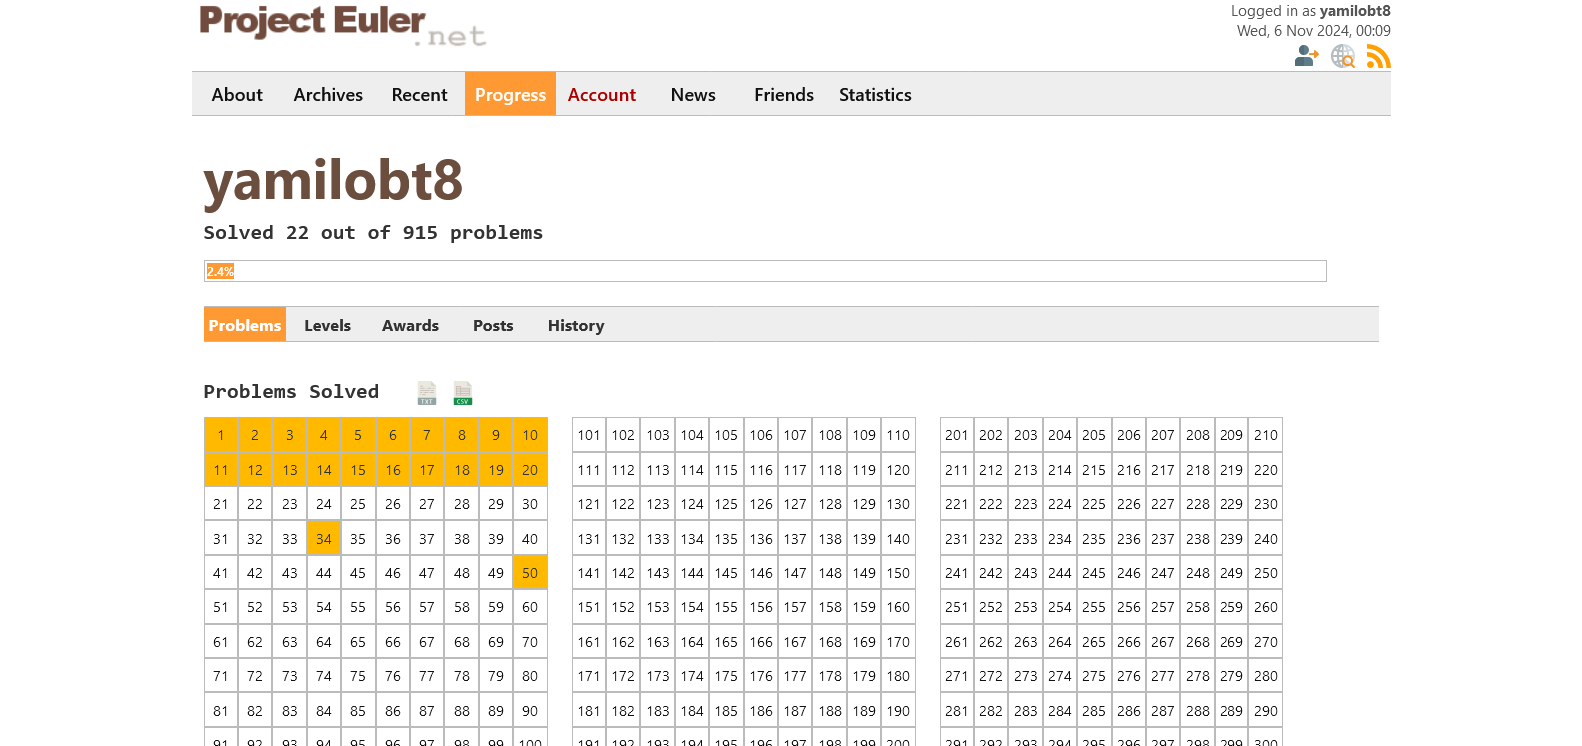 Project Euler.net
Logged in as yamilobt8
Wed, 6 Nov 2024, 00:09
About Archives Recent Progress Account News Friends Statistics
yamilobt8
Solved 22 out of 915 problems
2.4%
Problems Levels Awards Posts History
Problems Solved TXT CSV
1 2 3 4 5 6 7 8 9 10 101 102 103 104 105 106 107 108 109 110 201 202 203 204 205 206 207 208 209 210
11 12 13 14 15 16 17 18 19 20 111 112 113 114 115 116 117 118 119 120 211 212 213 214 215 216 217 218 219 220
21 22 23 24 25 26 27 28 29 30 121 122 123 124 125 126 127 128 129 130 221 222 223 224 225 226 227 228 229 230
31 32 33 34 35 36 37 38 39 40 131 132 133 134 135 136 137 138 139 140 231 232 233 234 235 236 237 238 239 240
41 42 43 44 45 46 47 48 49 50 141 142 143 144 145 146 147 148 149 150 241 242 243 244 245 246 247 248 249 250
51 52 53 54 55 56 57 58 59 60 151 152 153 154 155 156 157 158 159 160 251 252 253 254 255 256 257 258 259 260
61 62 63 64 65 66 67 68 69 70 161 162 163 164 165 166 167 168 169 170 261 262 263 264 265 266 267 268 269 270
71 72 73 74 75 76 77 78 79 80 171 172 173 174 175 176 177 178 179 180 271 272 273 274 275 276 277 278 279 280
81 82 83 84 85 86 87 88 89 90 181 182 183 184 185 186 187 188 189 190 281 282 283 284 285 286 287 288 289 290
91 92 93 94 95 96 97 98 99 100 191 192 193 194 195 196 197 198 199 200 291 292 293 294 295 296 297 298 299 300